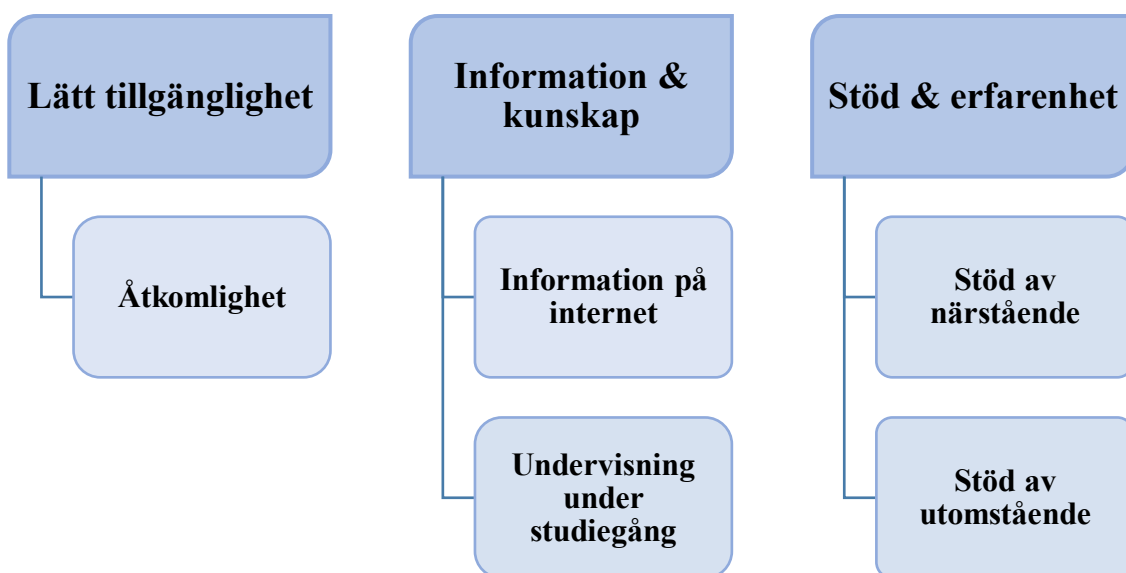 Lätt tillgänglighet
Åtkomlighet
Information &
kunskap
Information på
internet
Undervisning
under
studiegång
Stöd & erfarenhet
Stöd av
närstående
Stöd av
utomstående